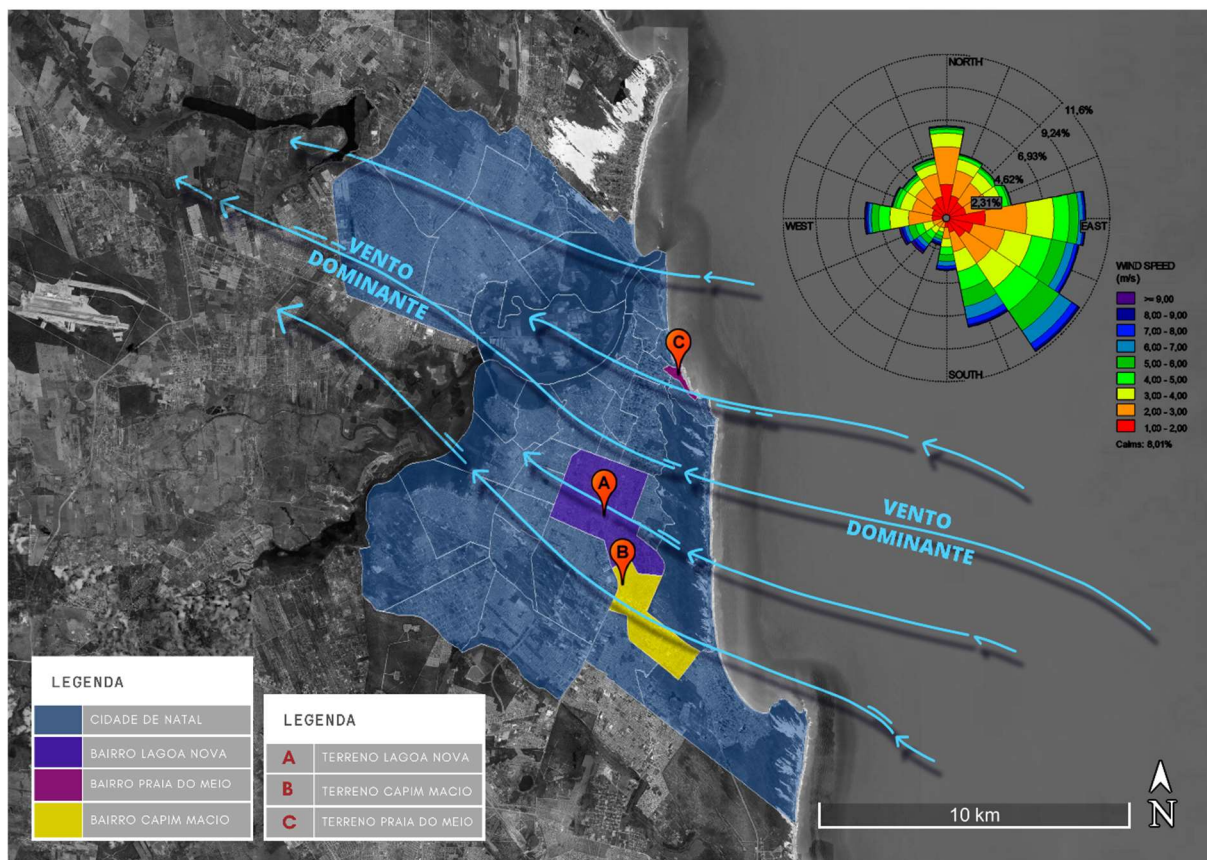 NORTH
11,6%
9,24%
6,93%
4,62%
2,31%
WEST
EAST
SOUTH
WIND SPEED
(m/s)
>= 9,00
8,00 - 9,00
7,00 - 8,00
6,00 - 7,00
5,00 - 6,00
4,00 - 5,00
3,00 - 4,00
2,00 - 3,00
1,00 - 2,00
Calms: 8,01%
VENTO
DOMINANTE
C
A
B
VENTO
DOMINANTE
LEGENDA
CIDADE DE NATAL
BAIRRO LAGOA NOVA
BAIRRO PRAIA DO MEIO
BAIRRO CAPIM MACIO
LEGENDA
A TERRENO LAGOA NOVA
B TERRENO CAPIM MACIO
C TERRENO PRAIA DO MEIO
10 km
N